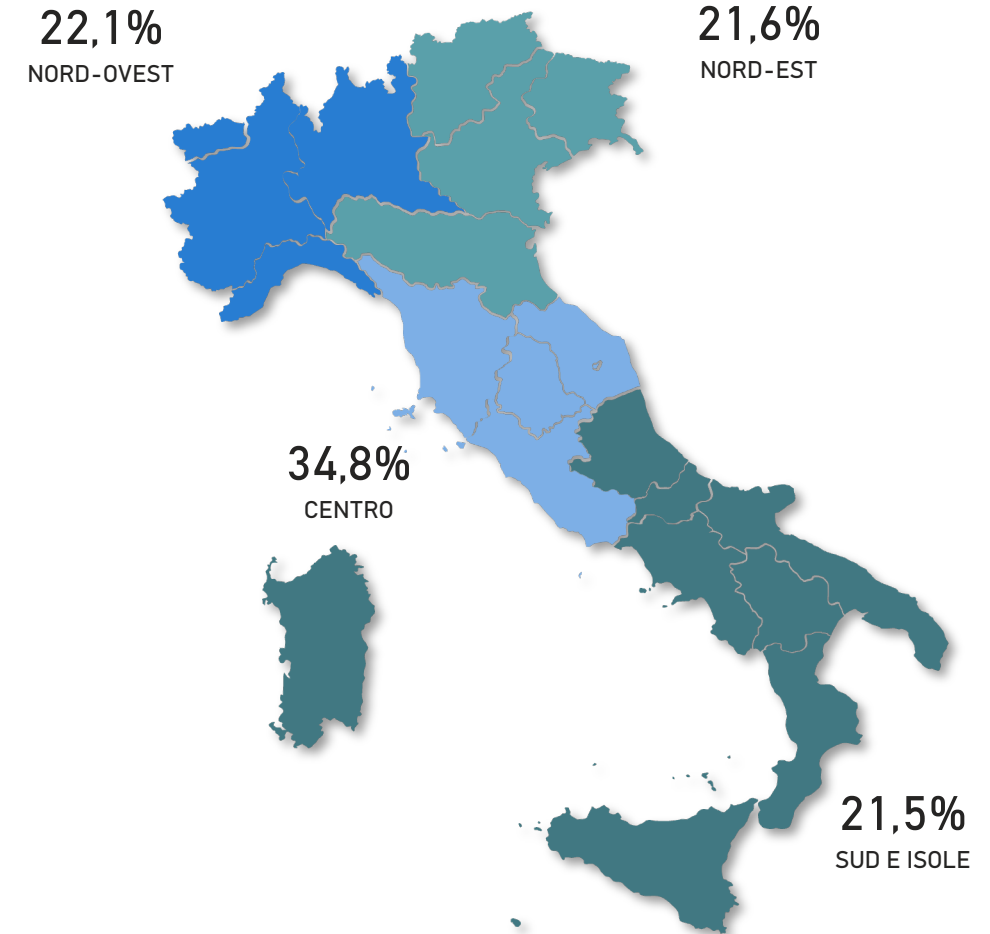 22,1%
NORD-OVEST
21,6%
NORD-EST
34,8%
CENTRO
21,5%
SUD E ISOLE